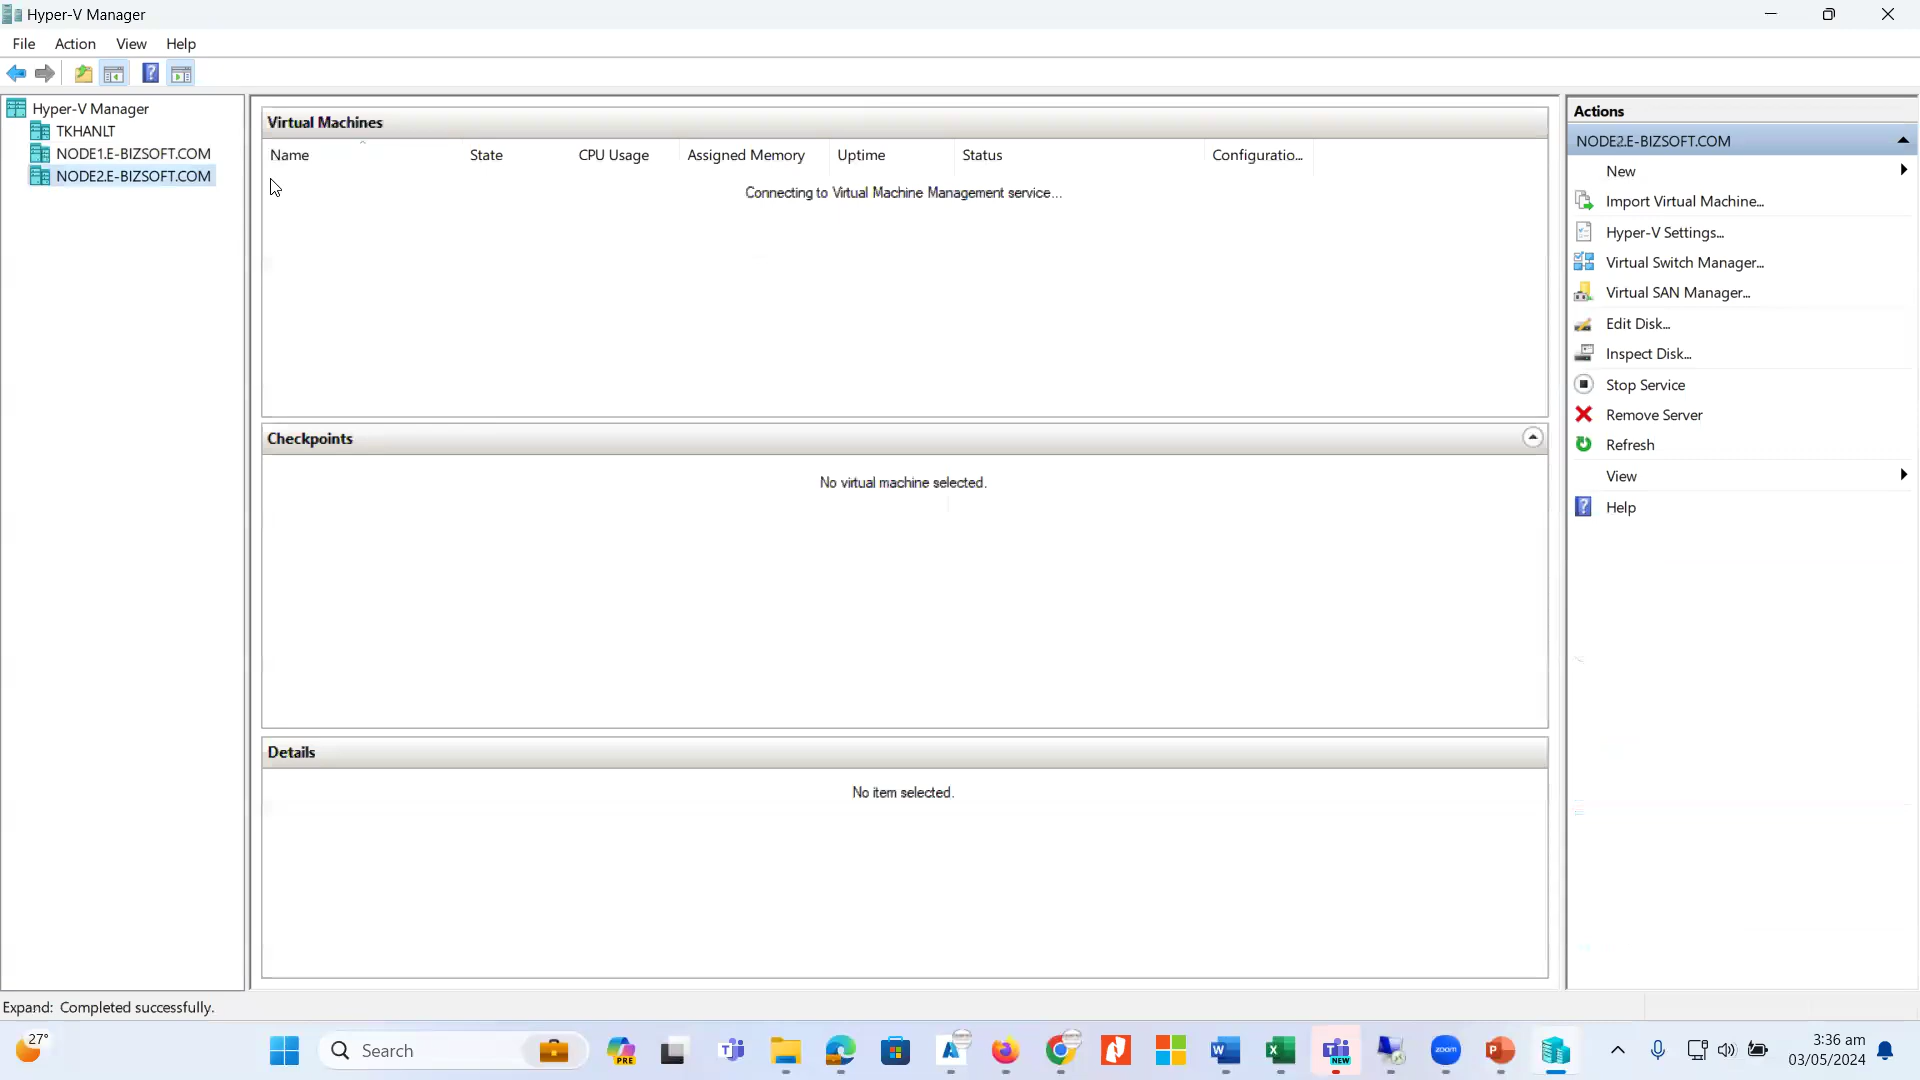 Hyper-V Manager
File Action View Help
Hyper-V Manager
TKHANLT
NODE1.E-BIZSOFT.COM
NODE2.E-BIZSOFT.COM
Virtual Machines
Name State CPU Usage Assigned Memory Uptime Status Configuratio...
Connecting to Virtual Machine Management service...
Checkpoints
No virtual machine selected.
Details
No item selected.
Actions
NODE2.E-BIZSOFT.COM
New
Import Virtual Machine...
Hyper-V Settings...
Virtual Switch Manager...
Virtual SAN Manager...
Edit Disk...
Inspect Disk...
Stop Service
Remove Server
Refresh
View
Help
Expand: Completed successfully.
27°
Search
PRE
NEW
zoom
3:36 am
03/05/2024